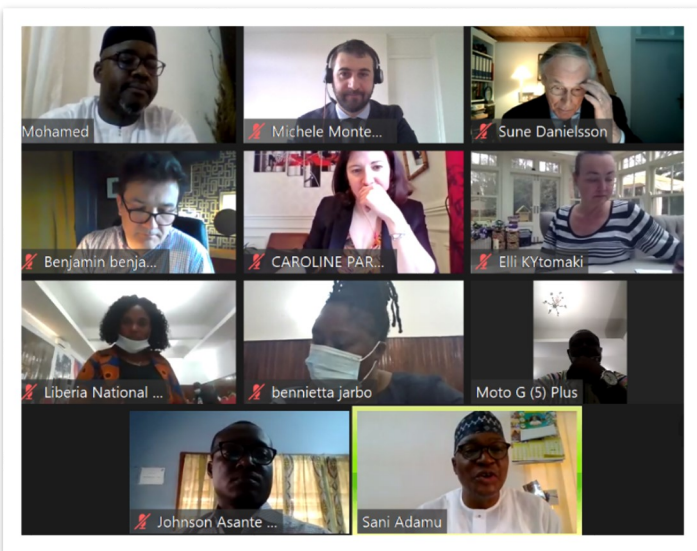 Mohamed
Michele Monte...
Sune Danielsson
Benjamin benja...
CAROLINE PAR...
Elli KYtomaki
Liberia National ...
bennietta jarbo
Moto G (5) Plus
Johnson Asante ...
Sani Adamu